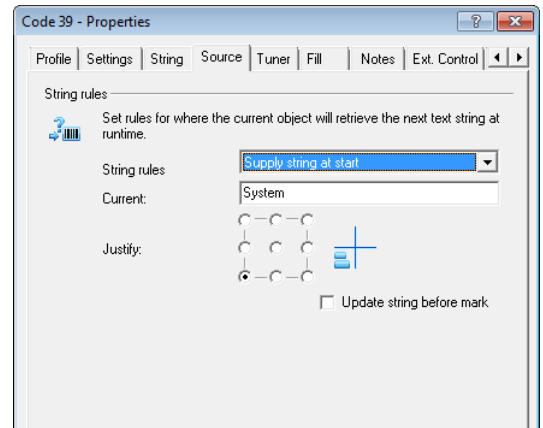 Code 39 - Properties
Profile Settings String Source Tuner Fill Notes Ext. Control
String rules
Set rules for where the current object will retrieve the next text string at
runtime.
String rules Supply string at start
Current: System
Justify:
Update string before mark